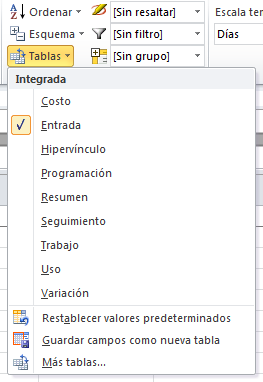 Ordenar [Sin resaltar] Escala te
Esquema [Sin filtro] Días
Tablas [Sin grupo]
Integrada
Costo
Entrada
Hipervínculo
Programación
Resumen
Seguimiento
Trabajo
Uso
Variación
Restablecer valores predeterminados
Guardar campos como nueva tabla
Más tablas...